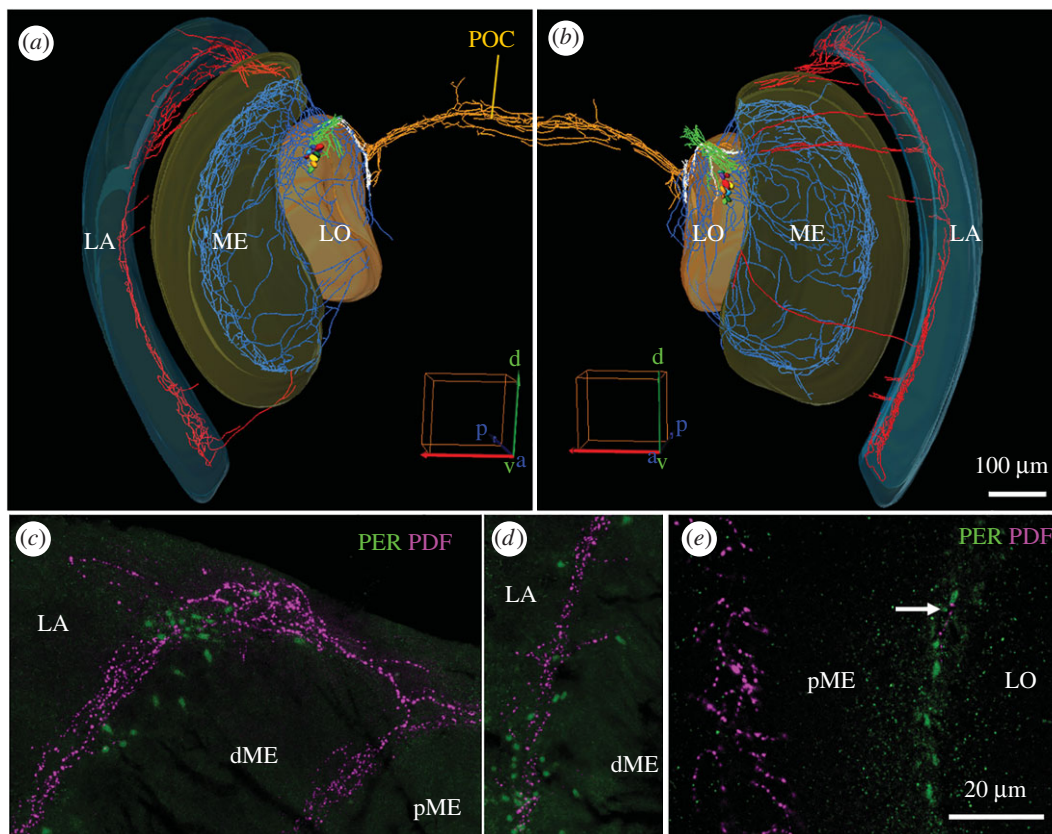 (a)
POC
(b)
LA
ME
LO
LO
ME
LA
d
p
v
a
d
p
a
v
100 µm
(c)
PER PDF
LA
dME
pME
(d)
LA
dME
(e)
PER PDF
pME
LO
20 µm